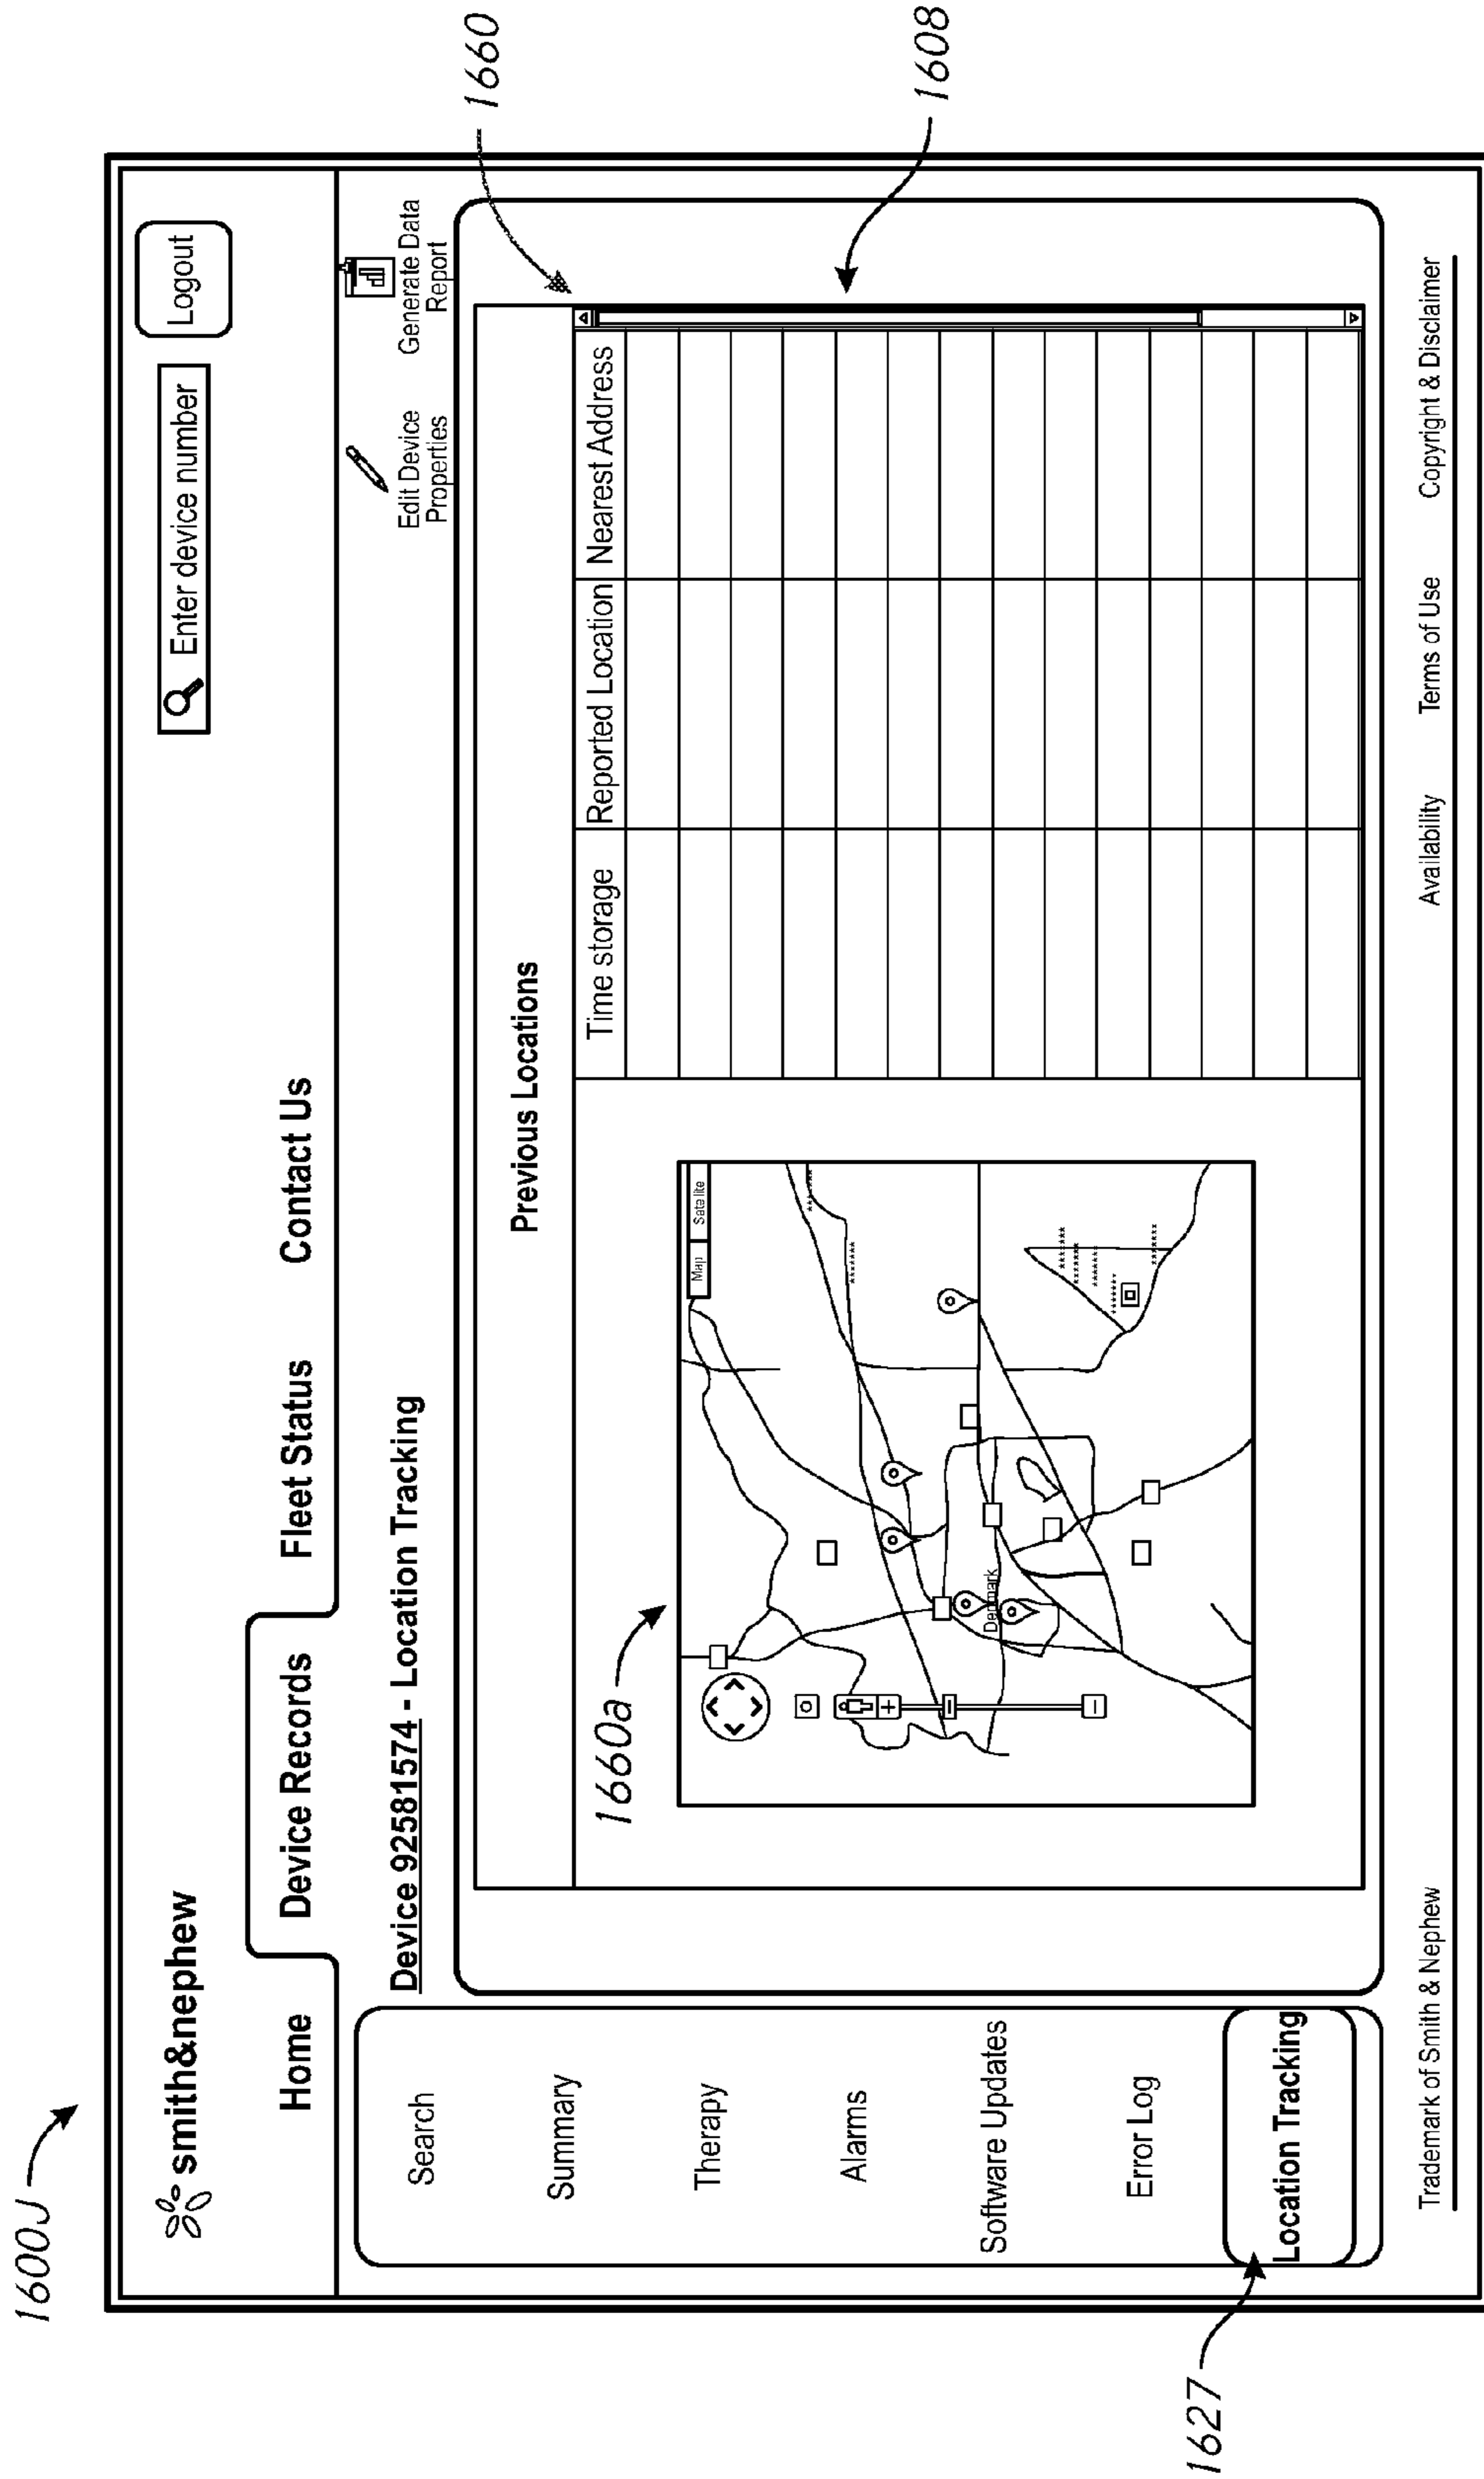 1600J
smith&nephew
Enter device number
Logout
Home
Device Records
Fleet Status
Contact Us
Device 92581574 - Location Tracking
Edit Device
Properties
Generate Data
Report
1660
Search
Summary
Therapy
Alarms
Software Updates
Error Log
Location Tracking
1627
Previous Locations
1660a
Time storage
Reported Location
Nearest Address
Map
Sate lite
Denmark
1608
Trademark of Smith & Nephew
Availability
Terms of Use
Copyright & Disclaimer